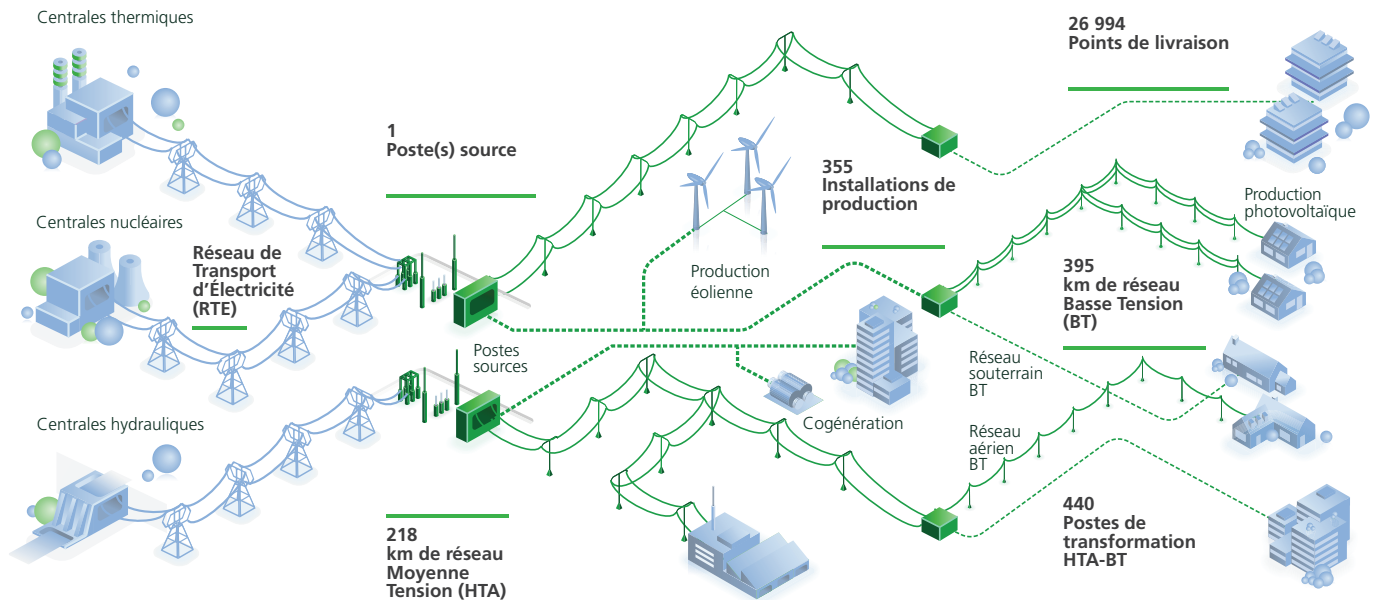 Centrales thermiques
26 994
Points de livraison
1
Poste(s) source
355
Installations de
production
Production
photovoltaïque
Centrales nucléaires
Réseau de
Transport
d’Électricité
(RTE)
Production
éolienne
395
km de réseau
Basse Tension
(BT)
Postes
sources
Réseau
souterrain
BT
Centrales hydrauliques
Cogénération
Réseau
aérien
BT
218
km de réseau
Moyenne
Tension (HTA)
440
Postes de
transformation
HTA-BT